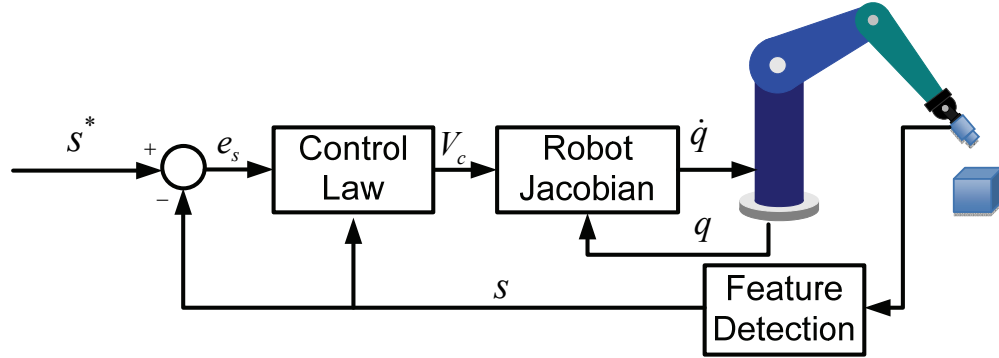 s*
+
−
e_s
Control
Law
V_c
Robot
Jacobian
q̇
q
s
Feature
Detection